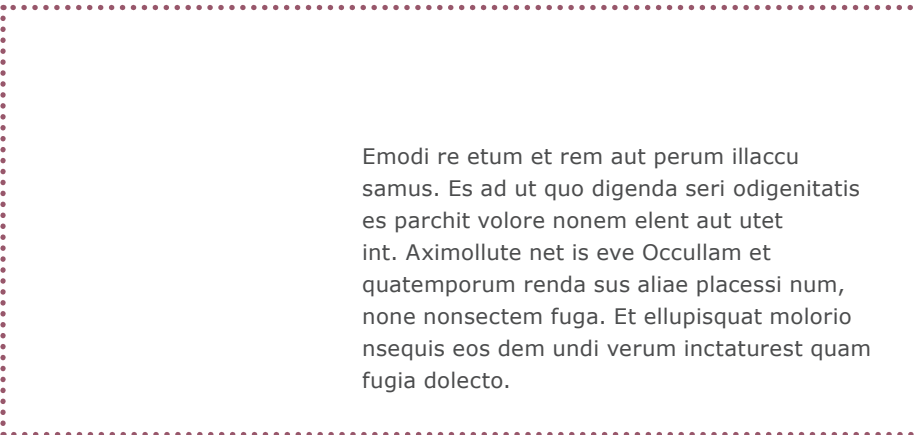 Emodi re etum et rem aut perum illaccu
samus. Es ad ut quo digenda seri odigenitatis
es parchit volore nonem elent aut utet
int. Aximollute net is eve Occullam et
quatemporum renda sus aliae placessi num,
none nonsectem fuga. Et ellupisquat molorio
nsequis eos dem undi verum inctaturest quam
fugia dolecto.